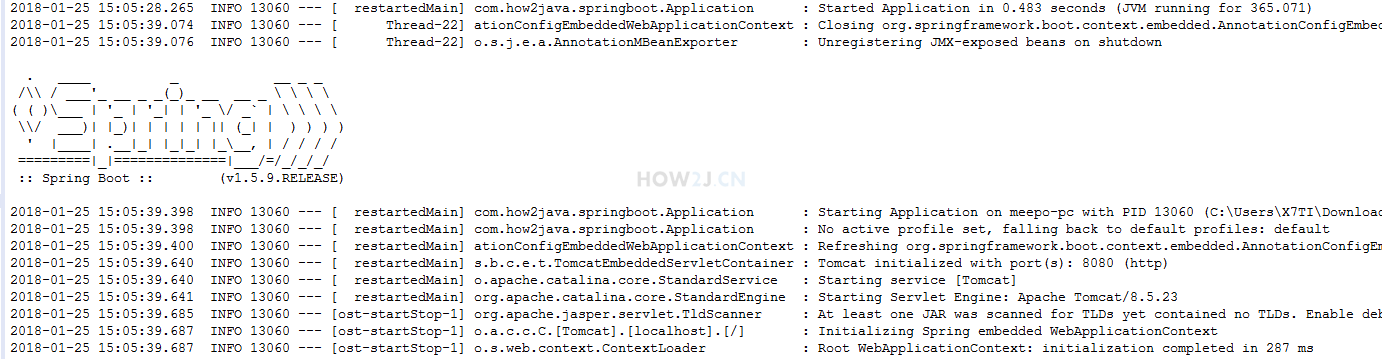 2018-01-25 15:05:28.265  INFO 13060 --- [  restartedMain] com.how2java.springboot.Application      : Started Application in 0.483 seconds (JVM running for 365.071)
2018-01-25 15:05:39.074  INFO 13060 --- [      Thread-22] ationConfigEmbeddedWebApplicationContext : Closing org.springframework.boot.context.embedded.AnnotationConfigEmbe
2018-01-25 15:05:39.076  INFO 13060 --- [      Thread-22] o.s.j.e.a.AnnotationMBeanExporter        : Unregistering JMX-exposed beans on shutdown
  .   ____          _            __ _ _
 /\\ / ___'_ __ _ _(_)_ __  __ _ \ \ \ \
( ( )\___ | '_ | '_| | '_ \/ _` | \ \ \ \
 \\/  ___)| |_)| | | | | || (_| |  ) ) ) )
  '  |____| .__|_| |_|_| |_\__, | / / / /
 =========|_|==============|___/=/_/_/_/
 :: Spring Boot ::        (v1.5.9.RELEASE)
HOW2J.CN
2018-01-25 15:05:39.398  INFO 13060 --- [  restartedMain] com.how2java.springboot.Application      : Starting Application on meepo-pc with PID 13060 (C:\Users\X7TI\Downloa
2018-01-25 15:05:39.398  INFO 13060 --- [  restartedMain] com.how2java.springboot.Application      : No active profile set, falling back to default profiles: default
2018-01-25 15:05:39.400  INFO 13060 --- [  restartedMain] ationConfigEmbeddedWebApplicationContext : Refreshing org.springframework.boot.context.embedded.AnnotationConfigE
2018-01-25 15:05:39.640  INFO 13060 --- [  restartedMain] s.b.c.e.t.TomcatEmbeddedServletContainer : Tomcat initialized with port(s): 8080 (http)
2018-01-25 15:05:39.640  INFO 13060 --- [  restartedMain] o.apache.catalina.core.StandardService   : Starting service [Tomcat]
2018-01-25 15:05:39.641  INFO 13060 --- [  restartedMain] org.apache.catalina.core.StandardEngine  : Starting Servlet Engine: Apache Tomcat/8.5.23
2018-01-25 15:05:39.685  INFO 13060 --- [ost-startStop-1] org.apache.jasper.servlet.TldScanner     : At least one JAR was scanned for TLDs yet contained no TLDs. Enable deb
2018-01-25 15:05:39.687  INFO 13060 --- [ost-startStop-1] o.a.c.c.C.[Tomcat].[localhost].[/]       : Initializing Spring embedded WebApplicationContext
2018-01-25 15:05:39.687  INFO 13060 --- [ost-startStop-1] o.s.web.context.ContextLoader            : Root WebApplicationContext: initialization completed in 287 ms